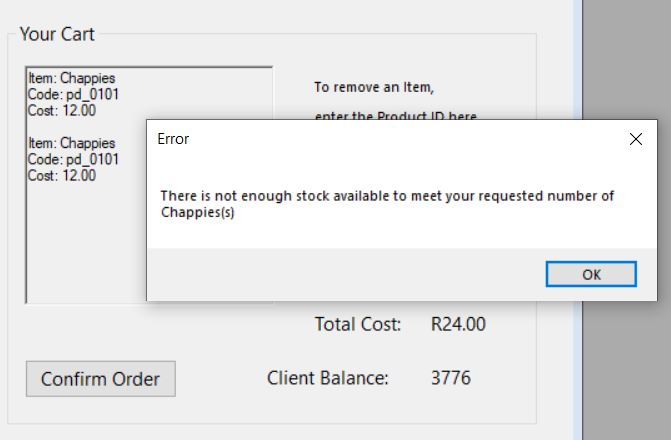 Your Cart
Item: Chappies
Code: pd_0101
Cost: 12.00
Item: Chappies
Code: pd_0101
Cost: 12.00
To remove an Item,
enter the Product ID here
Error
There is not enough stock available to meet your requested number of
Chappies(s)
OK
Total Cost: R24.00
Confirm Order
Client Balance: 3776